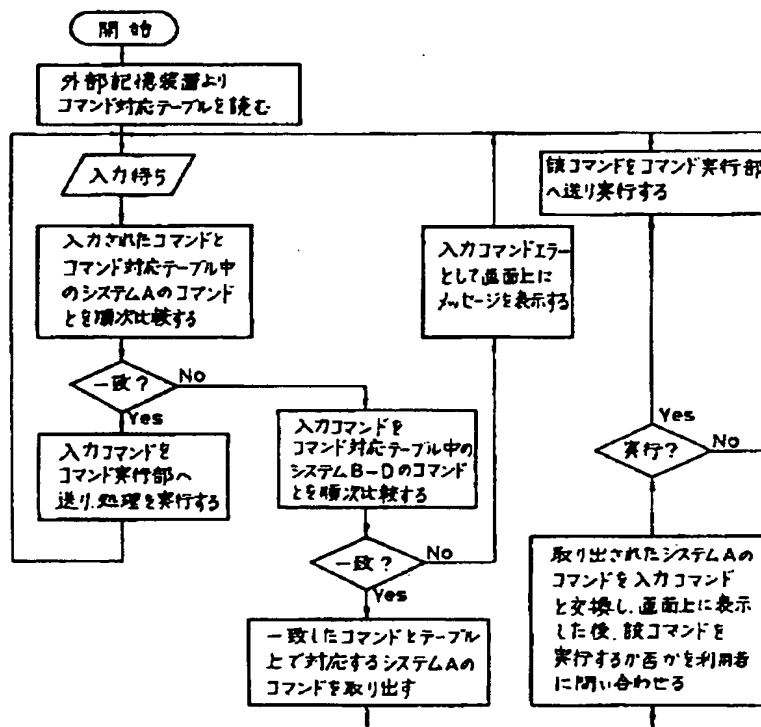 開始
外部記憶装置より
コマンド対応テーブルを読む
入力待ち
入力されたコマンドと
コマンド対応テーブル中
のシステムAのコマンド
とを順次比較する
一致?
No
Yes
入力コマンドを
コマンド実行部へ
送り、処理を実行する
入力コマンドを
コマンド対応テーブル中の
システムB-Dのコマンド
とを順次比較する
一致?
No
Yes
一致したコマンドとテーブル
上で対応するシステムAの
コマンドを取り出す
入力コマンドエラー
として画面上に
メッセージを表示する
該コマンドをコマンド実行部
へ送り実行する
Yes
実行?
No
取り出されたシステムAの
コマンドを入力コマンド
と交換し、画面上に表示
した後、該コマンドを
実行するか否かを利用者
に問い合わせる